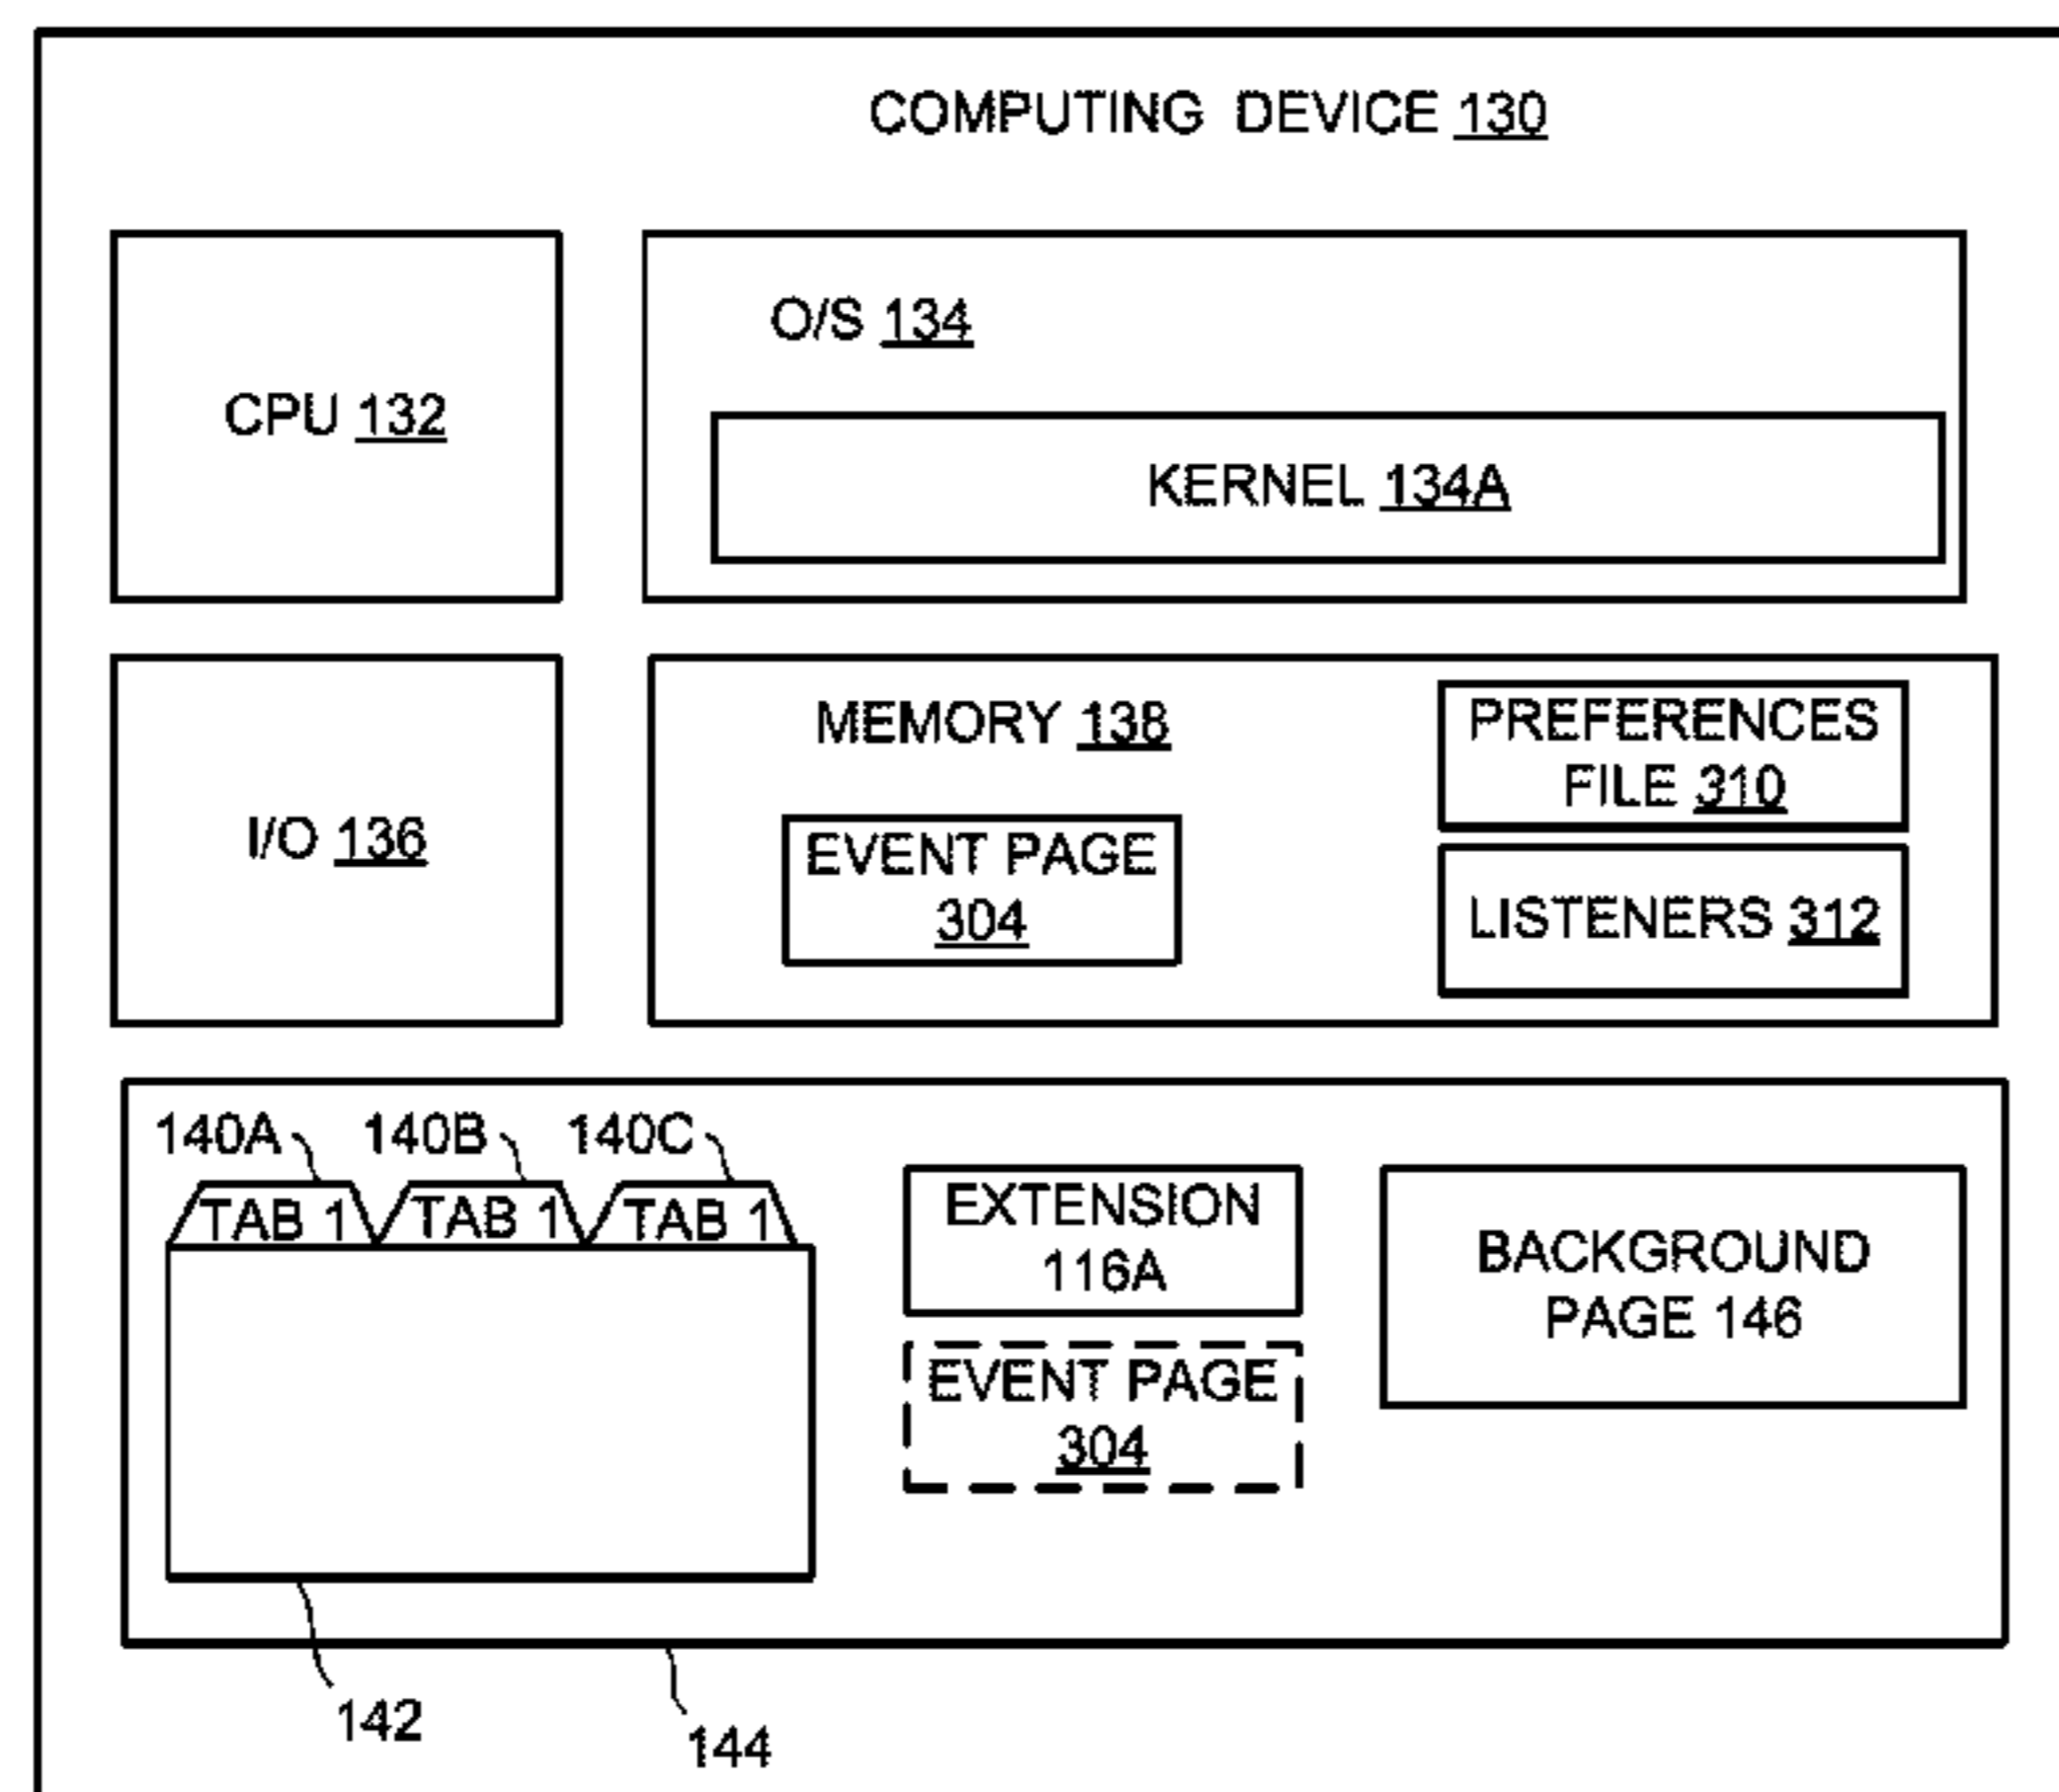 COMPUTING DEVICE 130
CPU 132
O/S 134
KERNEL 134A
I/O 136
MEMORY 138
EVENT PAGE
304
PREFERENCES
FILE 310
LISTENERS 312
140A 140B 140C
TAB 1 TAB 1 TAB 1
EXTENSION
116A
EVENT PAGE
304
BACKGROUND
PAGE 146
142
144